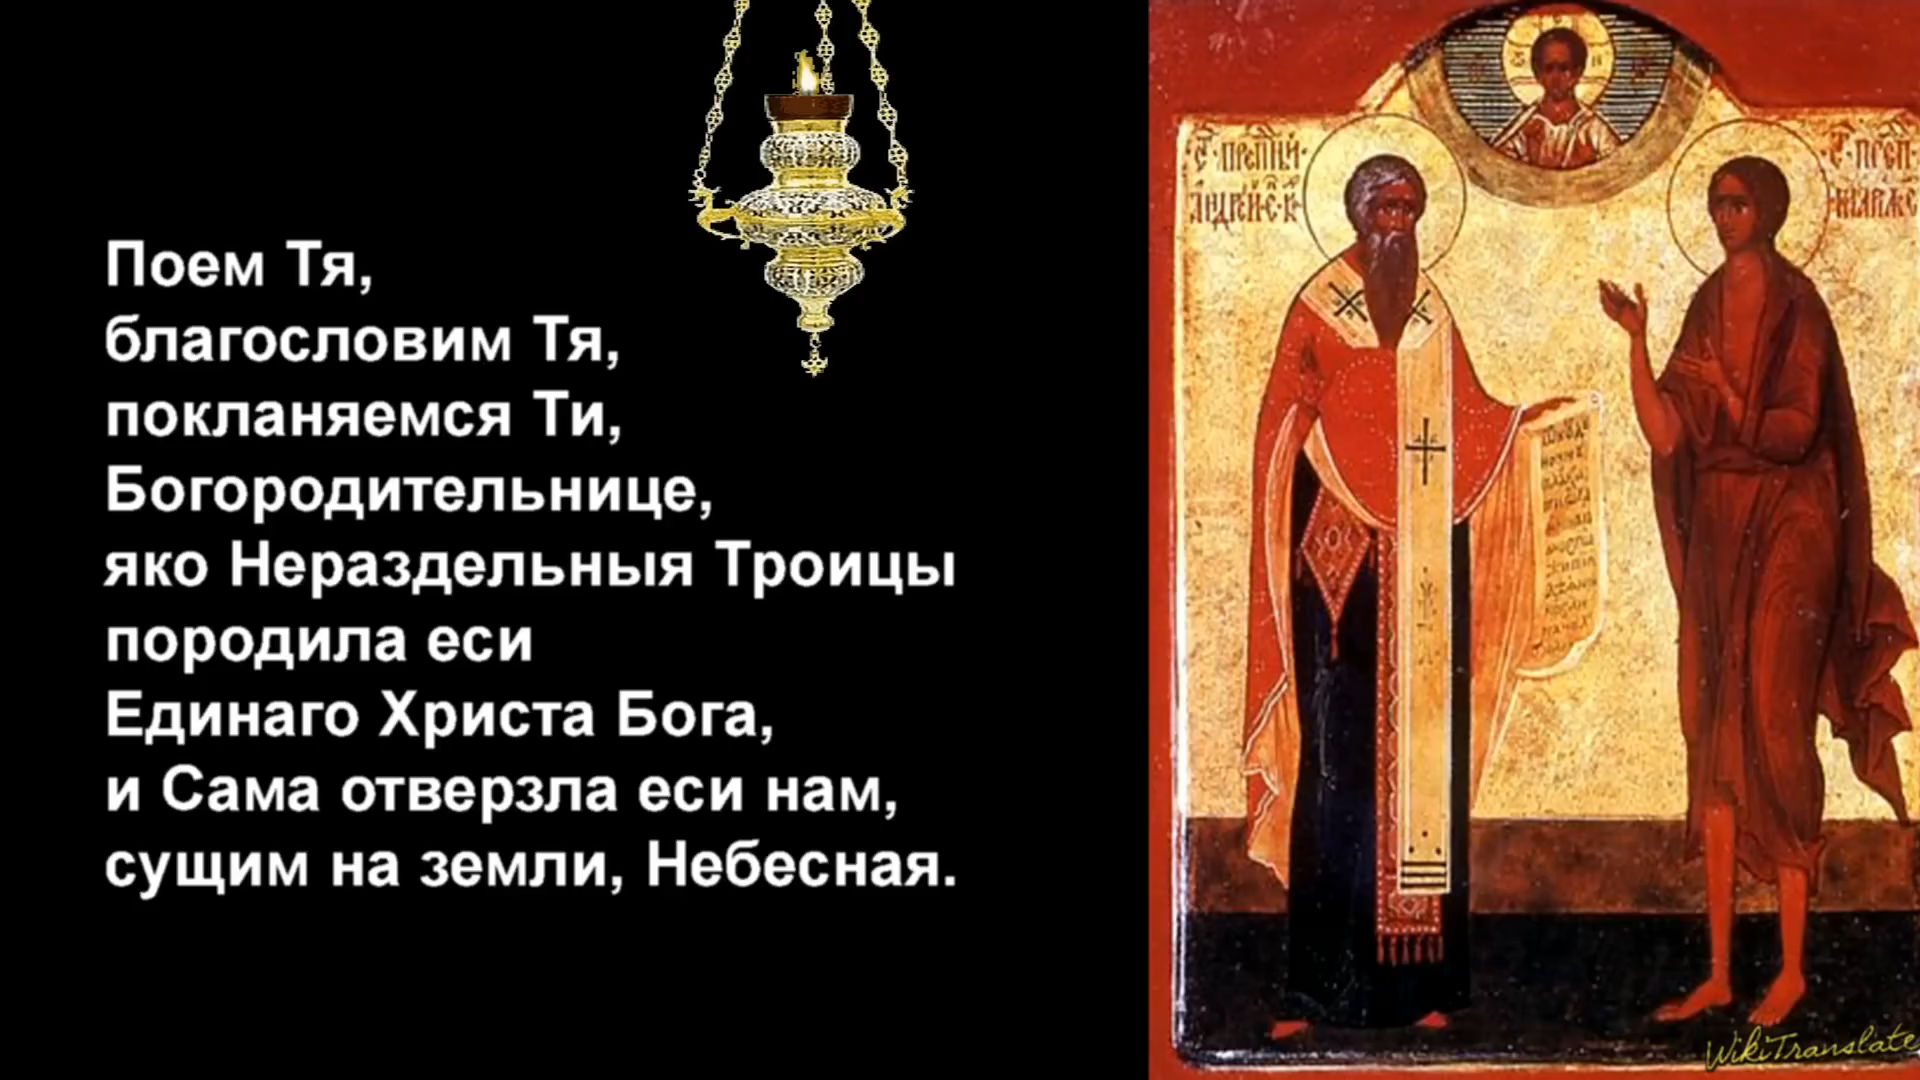 Поем Тя,
благословим Тя,
покланяемся Ти,
Богородительнице,
яко Нераздельныя Троицы
породила еси
Единаго Христа Бога,
и Сама отверзла еси нам,
сущим на земли, Небесная.
WikiTranslate